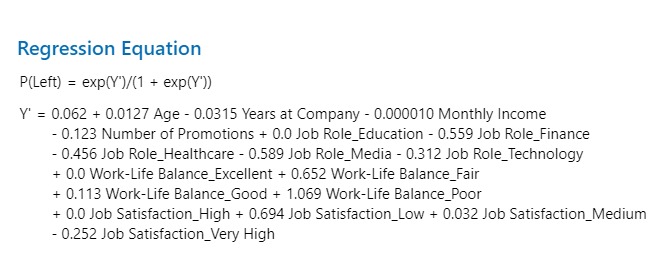 Regression Equation
P(Left) = exp(Y')/(1 + exp(Y'))
Y' = 0.062 + 0.0127 Age - 0.0315 Years at Company - 0.000010 Monthly Income
- 0.123 Number of Promotions + 0.0 Job Role_Education - 0.559 Job Role_Finance
- 0.456 Job Role_Healthcare - 0.589 Job Role_Media - 0.312 Job Role_Technology
+ 0.0 Work-Life Balance_Excellent + 0.652 Work-Life Balance_Fair
+ 0.113 Work-Life Balance_Good + 1.069 Work-Life Balance_Poor
+ 0.0 Job Satisfaction_High + 0.694 Job Satisfaction_Low + 0.032 Job Satisfaction_Medium
- 0.252 Job Satisfaction_Very High